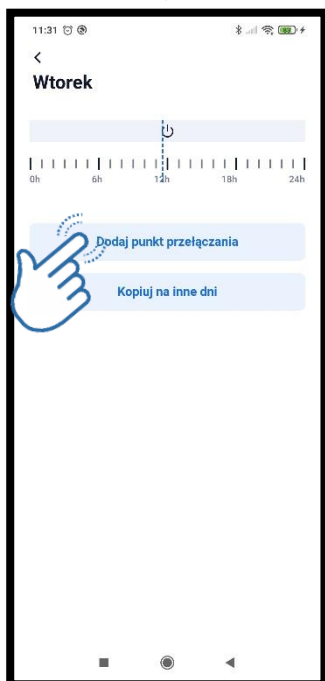 11:31
Wtorek
0h 6h 12h 18h 24h
Dodaj punkt przełączania
Kopiuj na inne dni